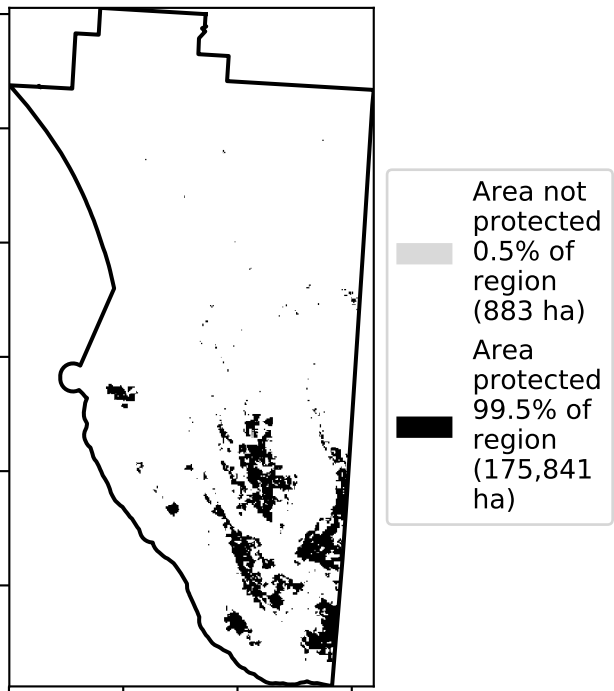 Area not
protected
0.5% of
region
(883 ha)
Area
protected
99.5% of
region
(175,841
ha)